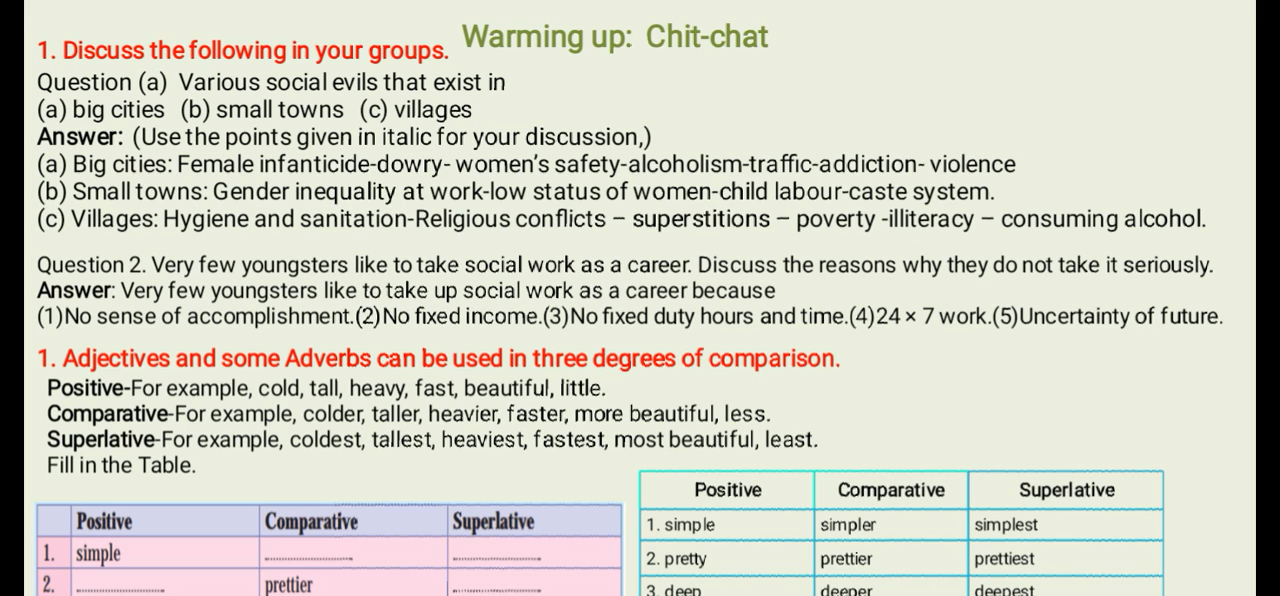 Warming up: Chit-chat
1. Discuss the following in your groups.
Question (a) Various social evils that exist in
(a) big cities (b) small towns (c) villages
Answer: (Use the points given in italic for your discussion,)
(a) Big cities: Female infanticide-dowry- women's safety-alcoholism-traffic-addiction- violence
(b) Small towns: Gender inequality at work-low status of women-child labour-caste system.
(c) Villages: Hygiene and sanitation-Religious conflicts – superstitions – poverty -illiteracy – consuming alcohol.
Question 2. Very few youngsters like to take social work as a career. Discuss the reasons why they do not take it seriously.
Answer: Very few youngsters like to take up social work as a career because
(1)No sense of accomplishment.(2)No fixed income.(3)No fixed duty hours and time.(4)24 × 7 work.(5)Uncertainty of future.
1. Adjectives and some Adverbs can be used in three degrees of comparison.
Positive-For example, cold, tall, heavy, fast, beautiful, little.
Comparative-For example, colder, taller, heavier, faster, more beautiful, less.
Superlative-For example, coldest, tallest, heaviest, fastest, most beautiful, least.
Fill in the Table.
Positive Comparative Superlative
1. simple ...................... ......................
2. ...................... prettier ......................
Positive Comparative Superlative
1. simple simpler simplest
2. pretty prettier prettiest
3. deep deeper deepest